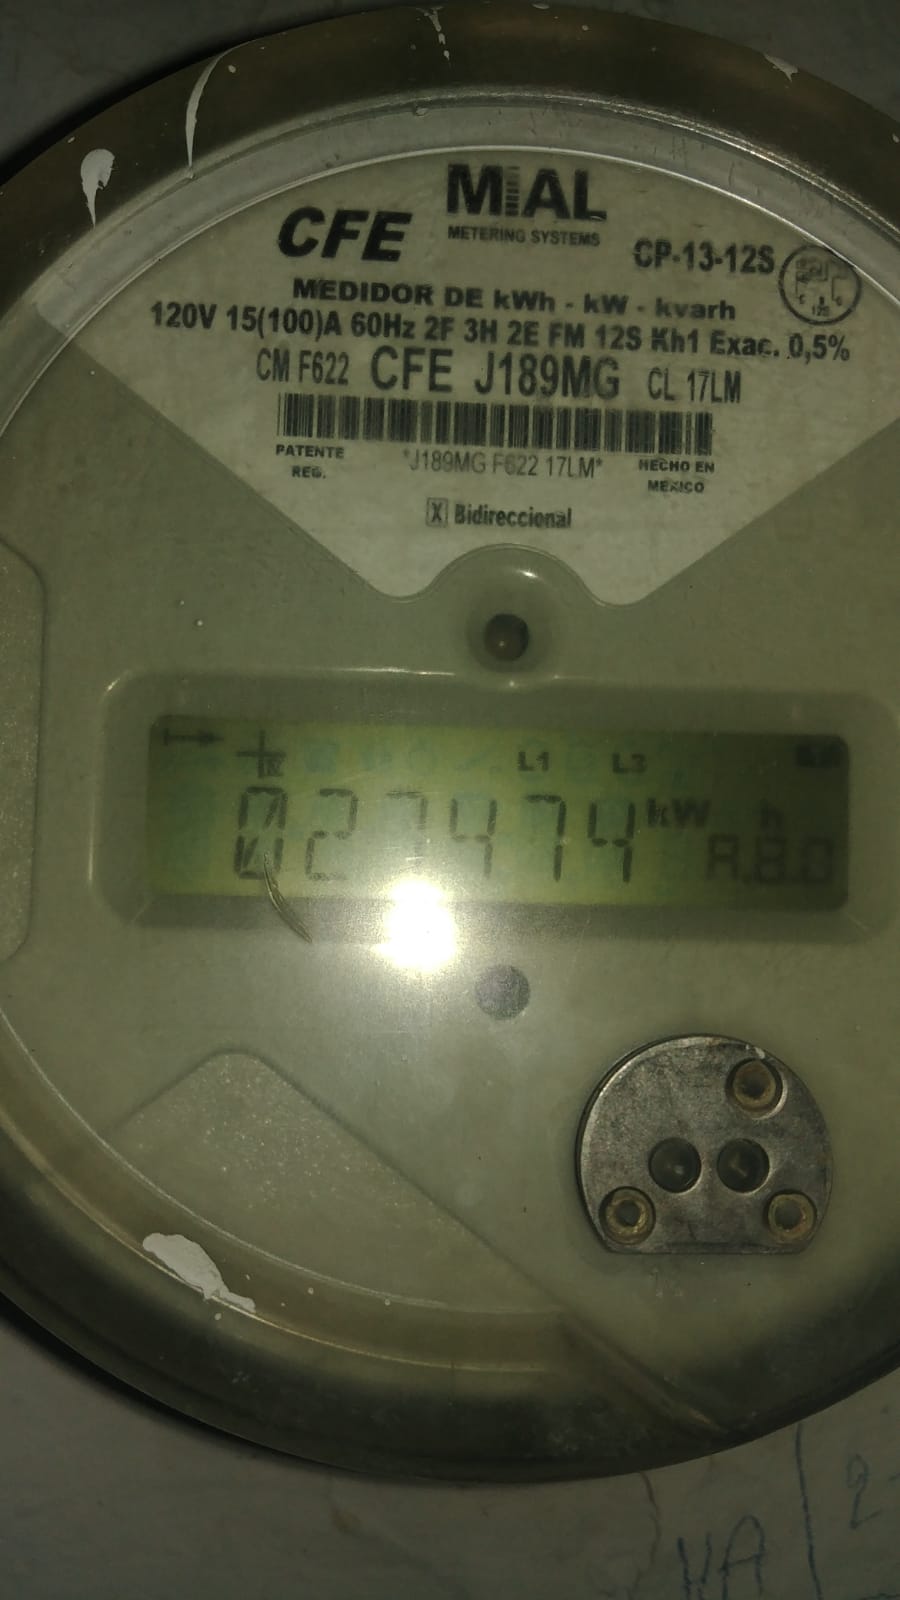 MIAL
METERING SYSTEMS
CFE
CP-13-12S
MEDIDOR DE kWh - kW - kvarh
120V 15(100)A 60Hz 2F 3H 2E FM 12S Kh1 Exac. 0,5%
CM F622 CFE J189MG CL 17LM
PATENTE REG.
*J189MG F622 17LM*
HECHO EN MEXICO
X Bidireccional
L1 L3
027474 kW h